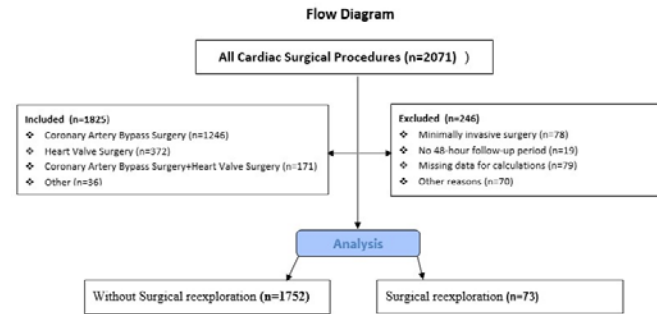 Flow Diagram
All Cardiac Surgical Procedures (n=2071) )
Included (n=1825)
❖ Coronary Artery Bypass Surgery (n=1246)
❖ Heart Valve Surgery (n=372)
❖ Coronary Artery Bypass Surgery+Heart Valve Surgery (n=171)
❖ Other (n=36)
Excluded (n=246)
❖ Minimally invasive surgery (n=78)
❖ No 48-hour follow-up period (n=19)
❖ Missing data for calculations (n=79)
❖ Other reasons (n=70)
Analysis
Without Surgical reexploration (n=1752)
Surgical reexploration (n=73)